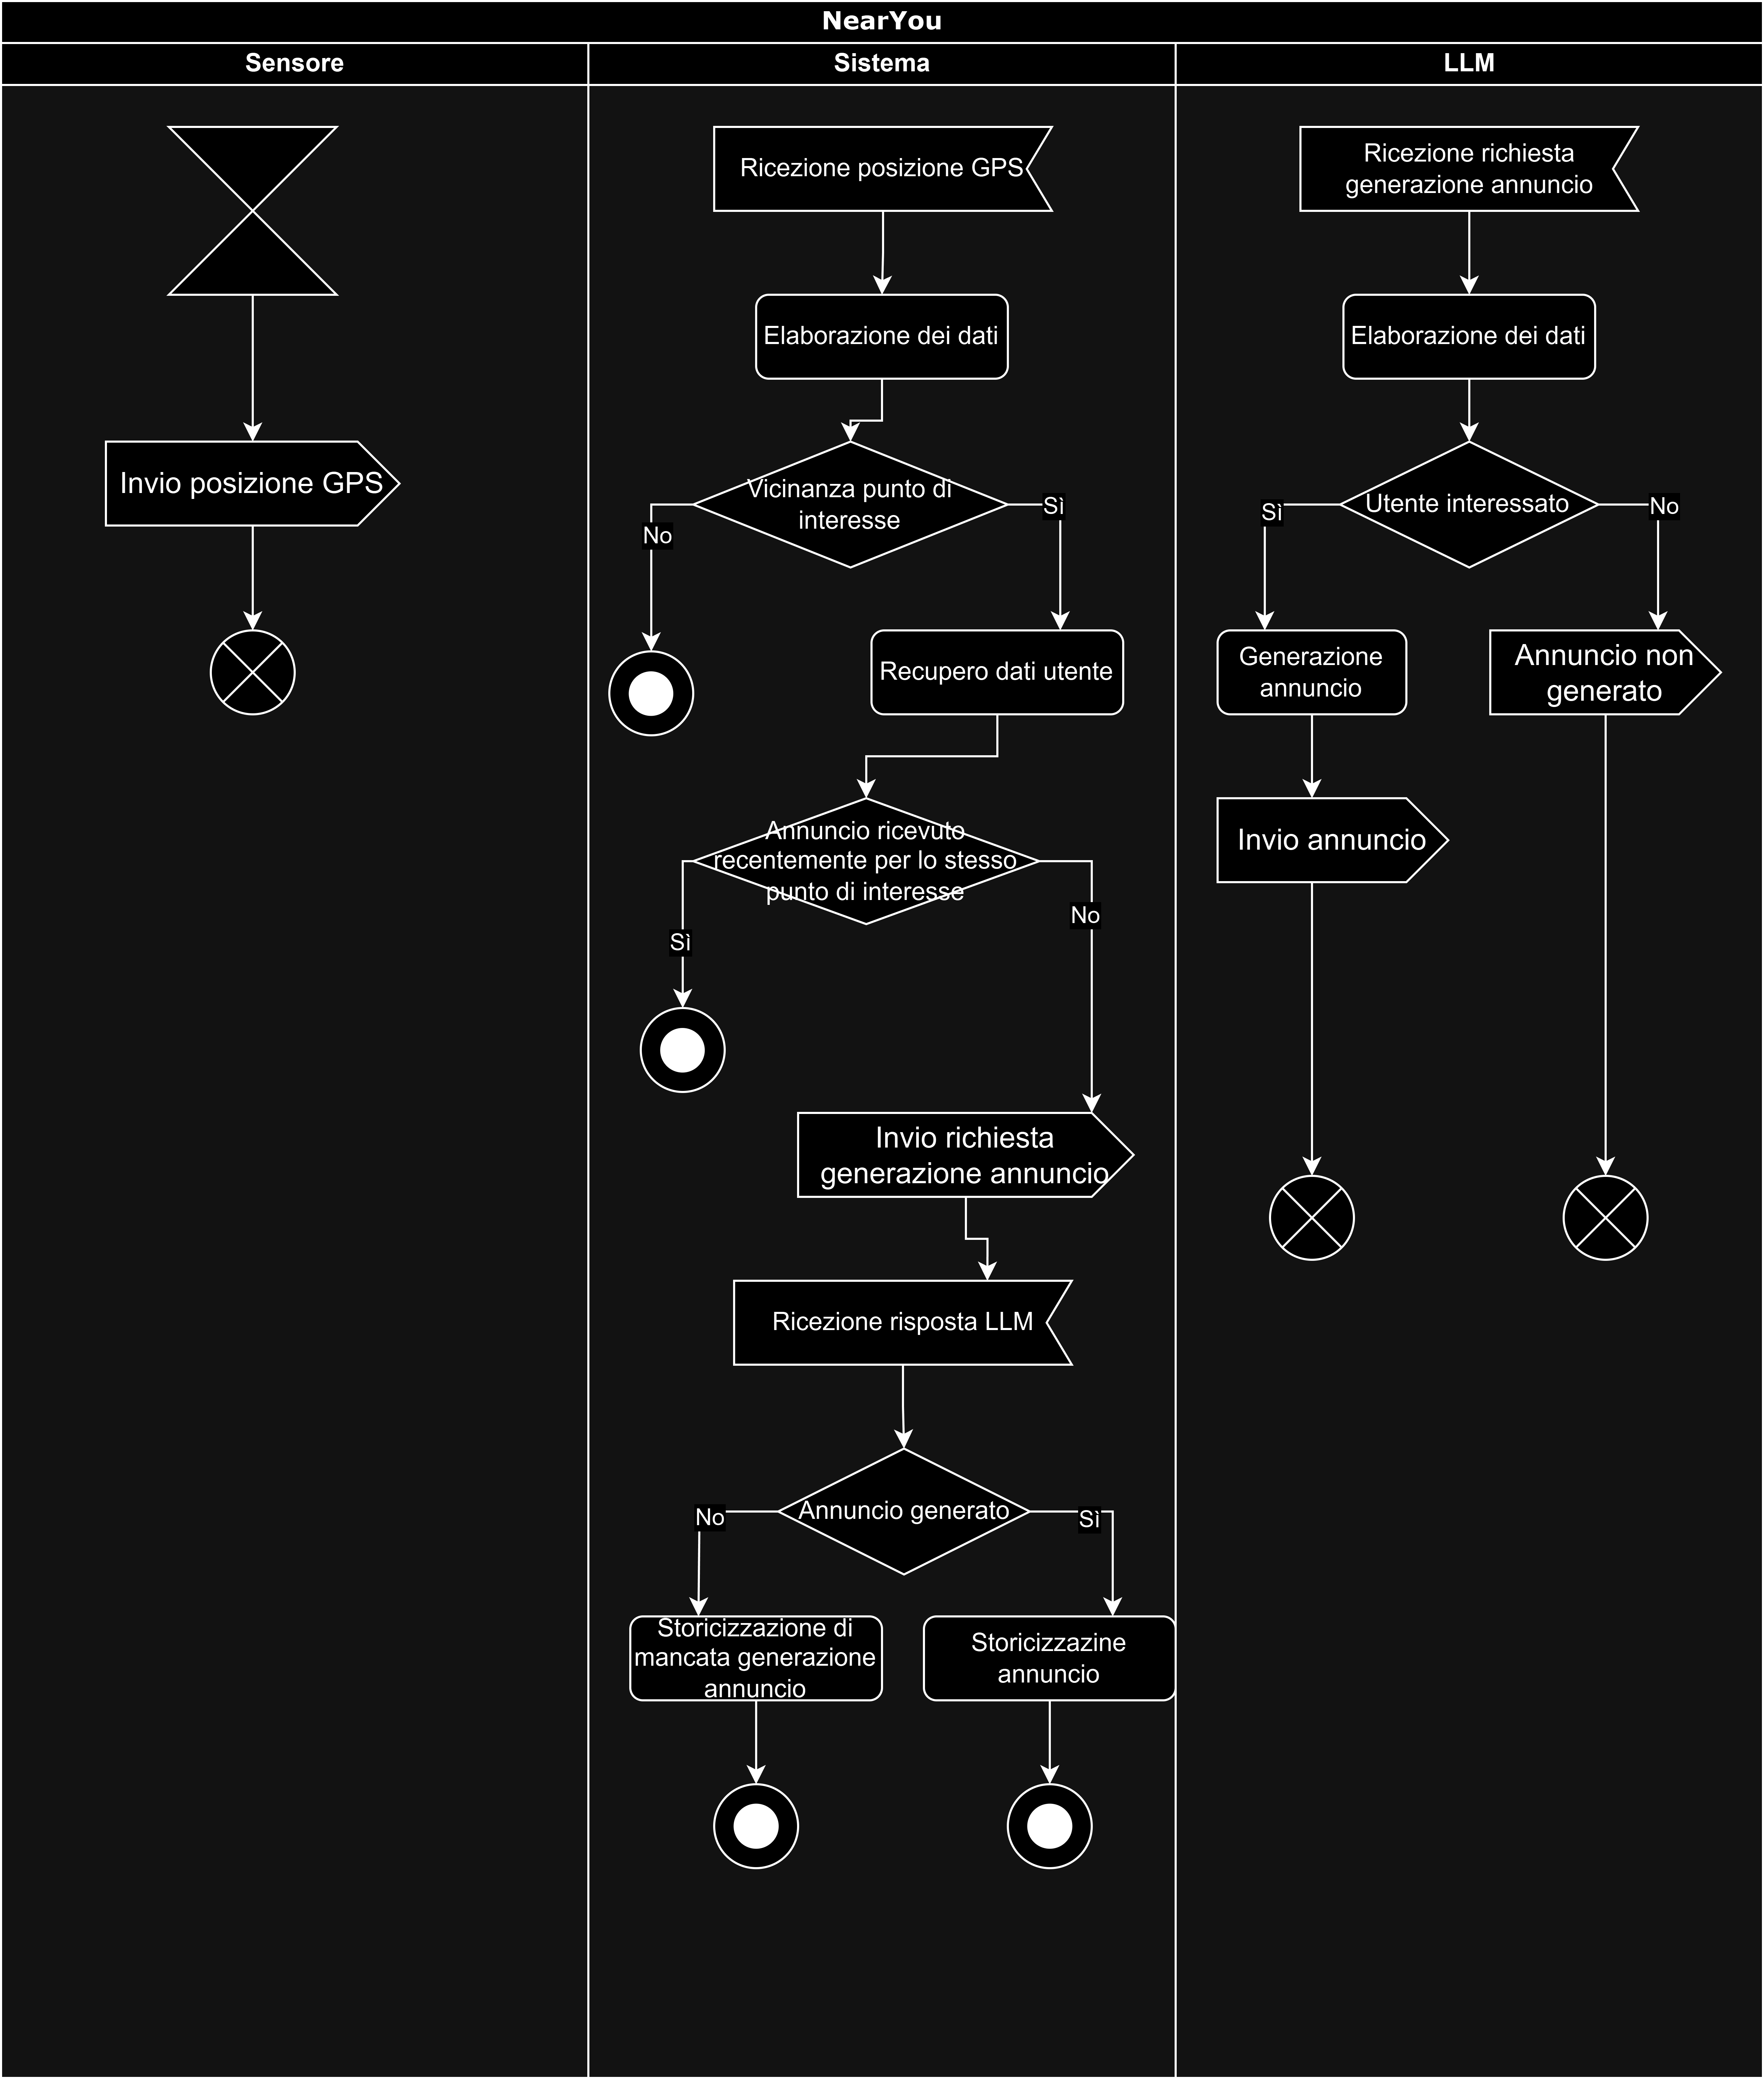 NearYou
Sensore
Sistema
LLM
Invio posizione GPS
Ricezione posizione GPS
Elaborazione dei dati
Vicinanza punto di
interesse
No
Sì
Recupero dati utente
Annuncio ricevuto
recentemente per lo stesso
punto di interesse
Sì
No
Invio richiesta
generazione annuncio
Ricezione risposta LLM
Annuncio generato
No
Sì
Storicizzazione di
mancata generazione
annuncio
Storicizzazine
annuncio
Ricezione richiesta
generazione annuncio
Elaborazione dei dati
Utente interessato
Sì
No
Generazione
annuncio
Annuncio non
generato
Invio annuncio